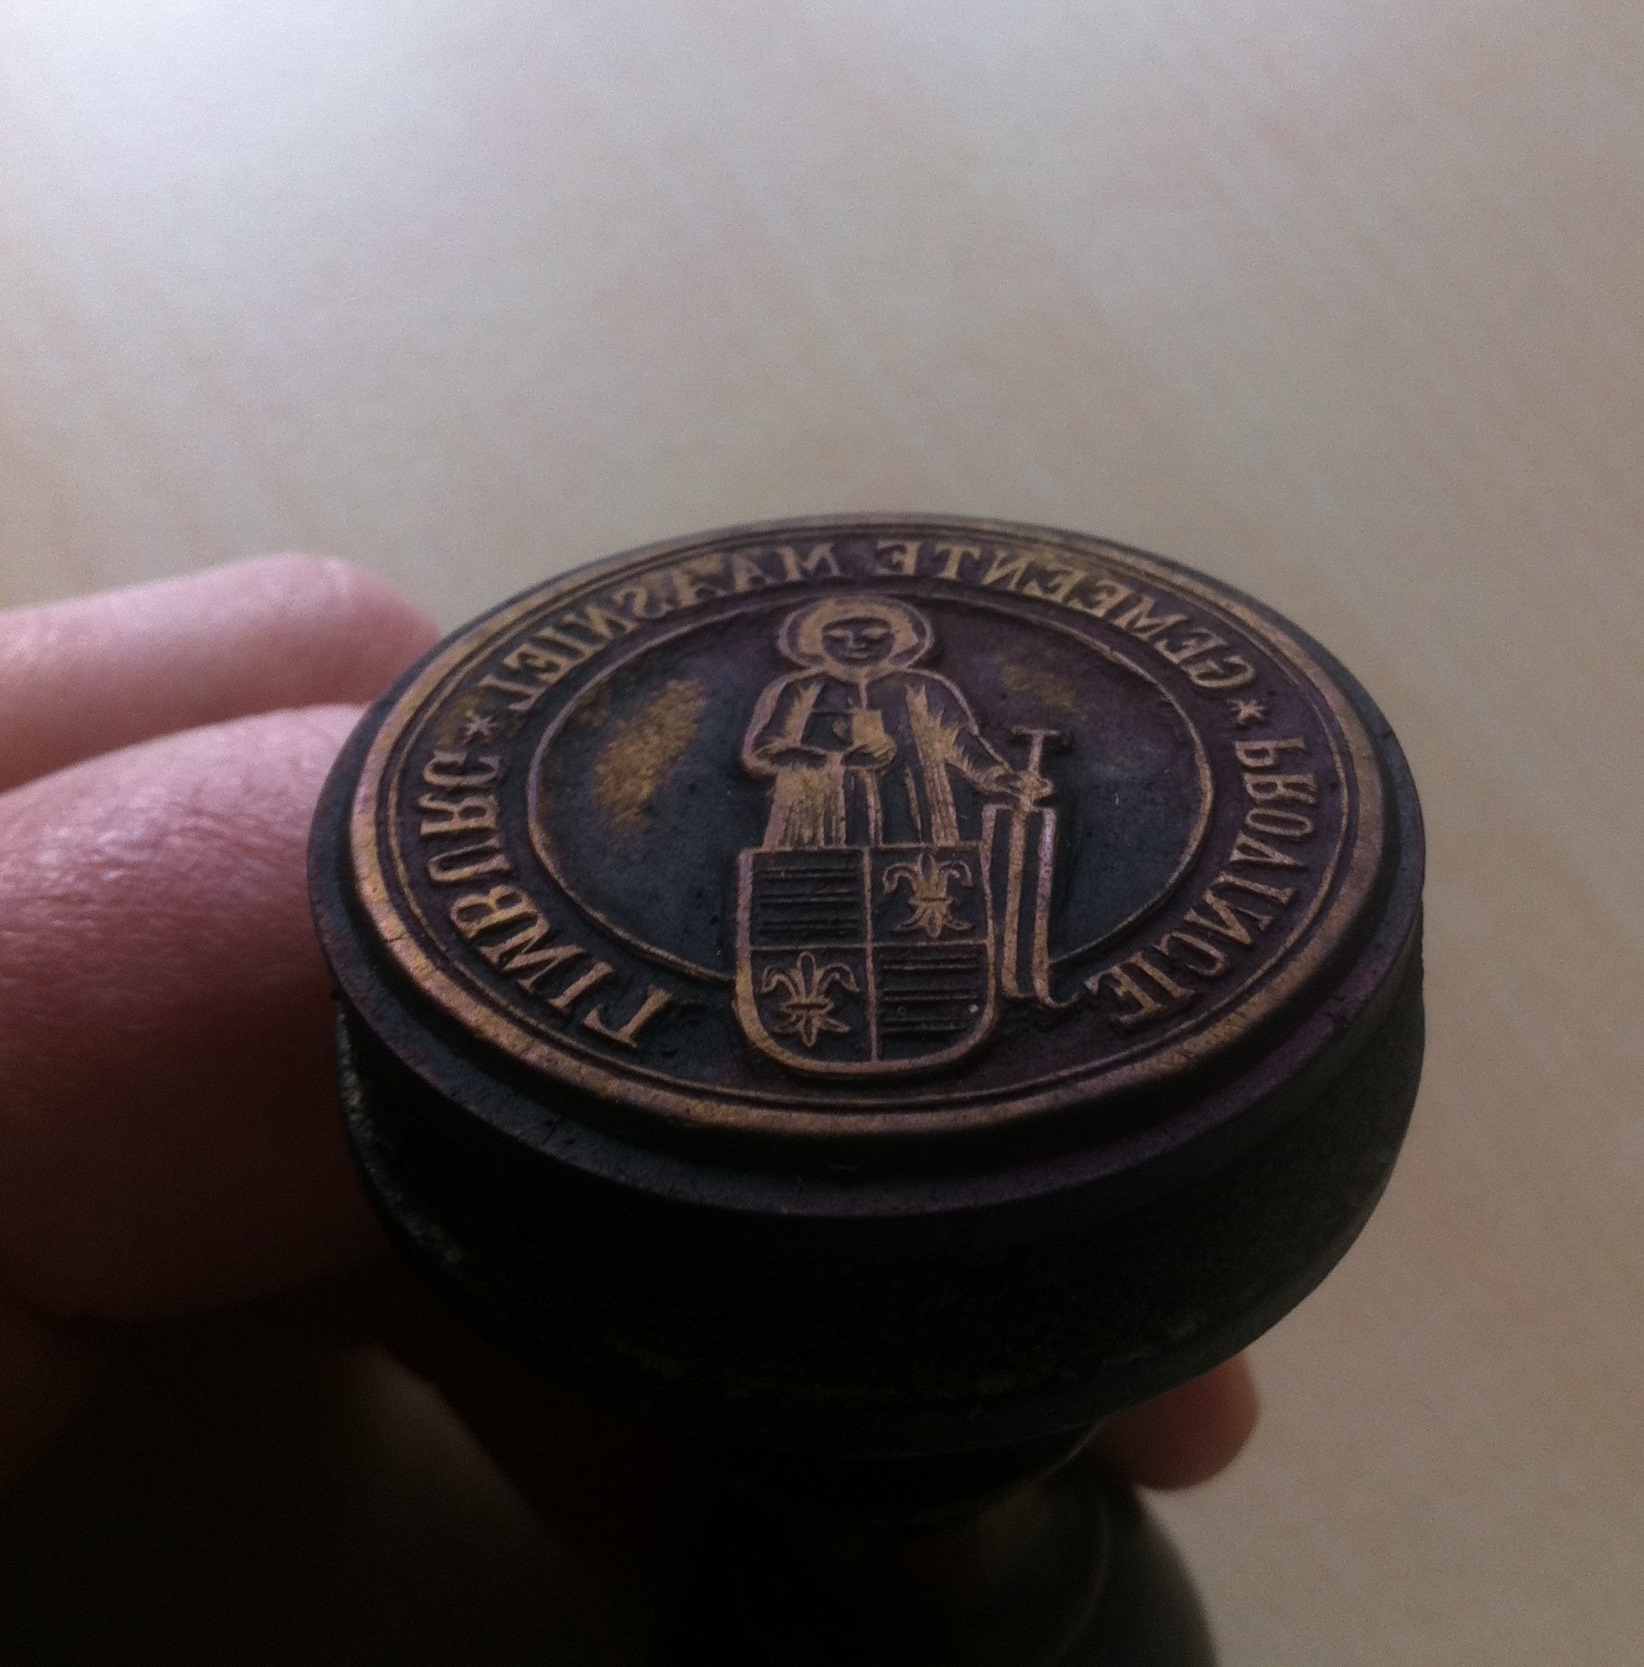 * GEMEENTE MAASNIEL *
PROVINCIE LIMBURG